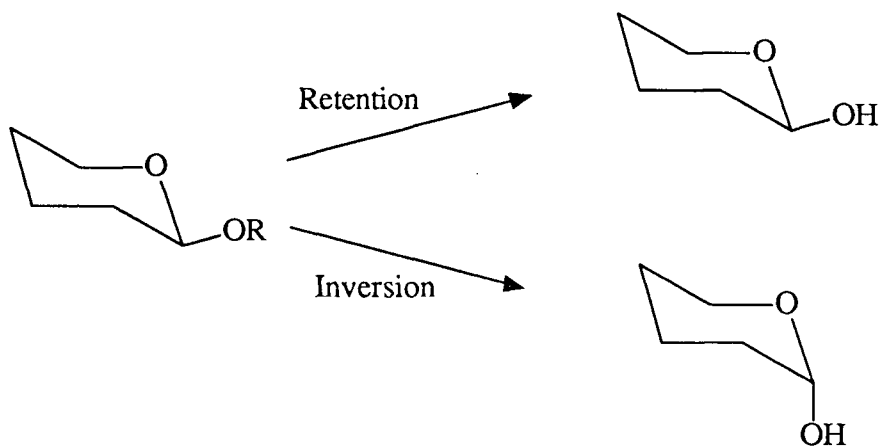 O
OH
Retention
O
OR
Inversion
O
OH